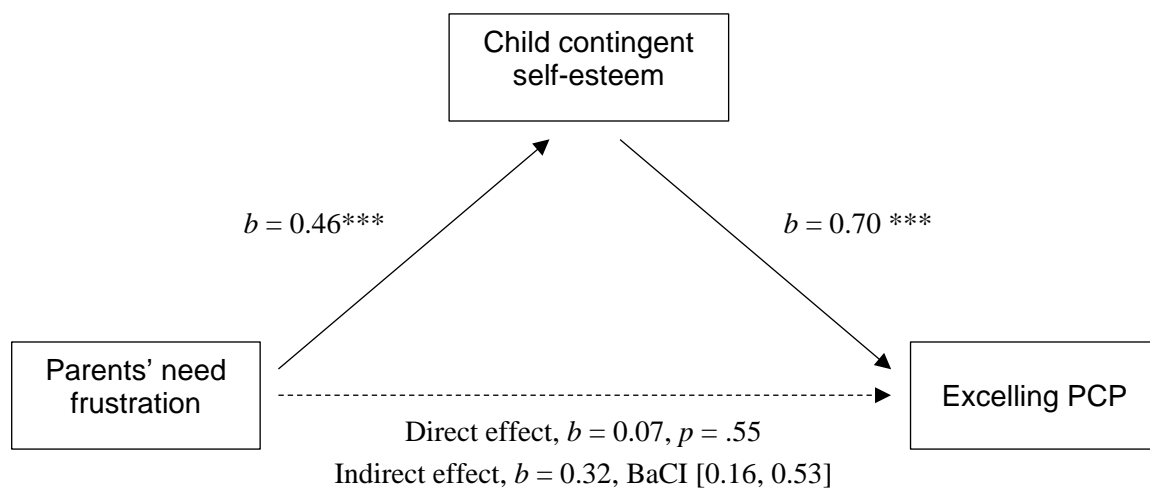 Child contingent
self-esteem
b = 0.46***
b = 0.70 ***
Parents’ need
frustration
Excelling PCP
Direct effect, b = 0.07, p = .55
Indirect effect, b = 0.32, BaCI [0.16, 0.53]